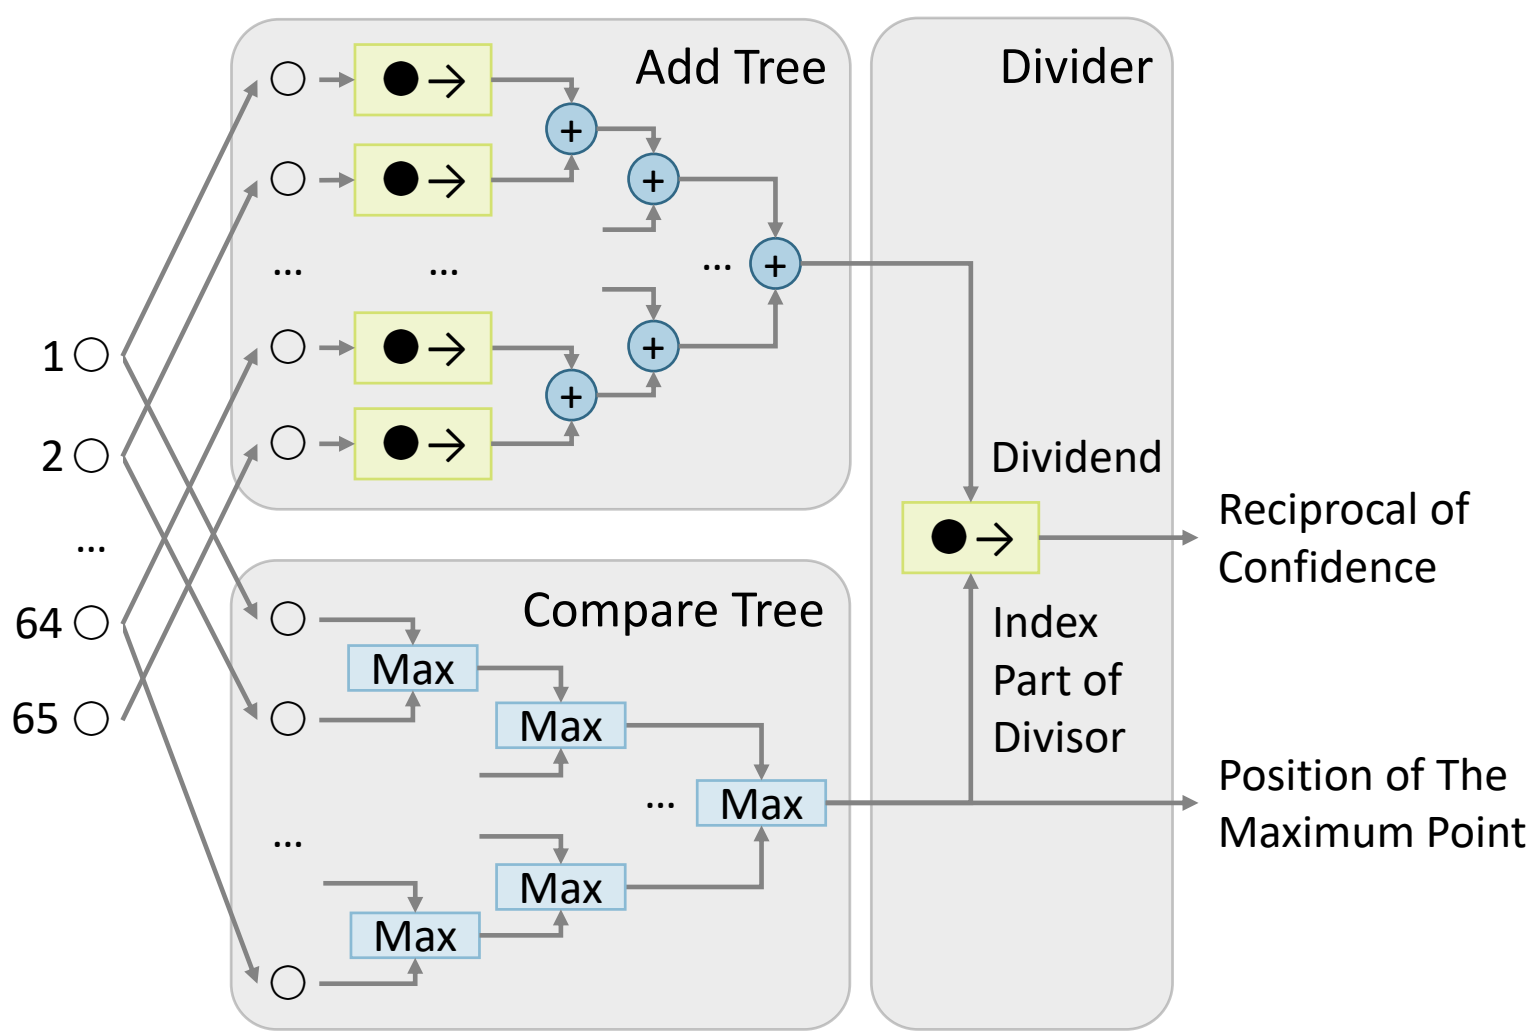 Add Tree
Divider
+
+
...
...
...
+
1
+
+
2
Dividend
Reciprocal of
Confidence
...
Compare Tree
64
Index
Part of
Divisor
Max
65
Max
Position of The
Maximum Point
...
Max
...
Max
Max